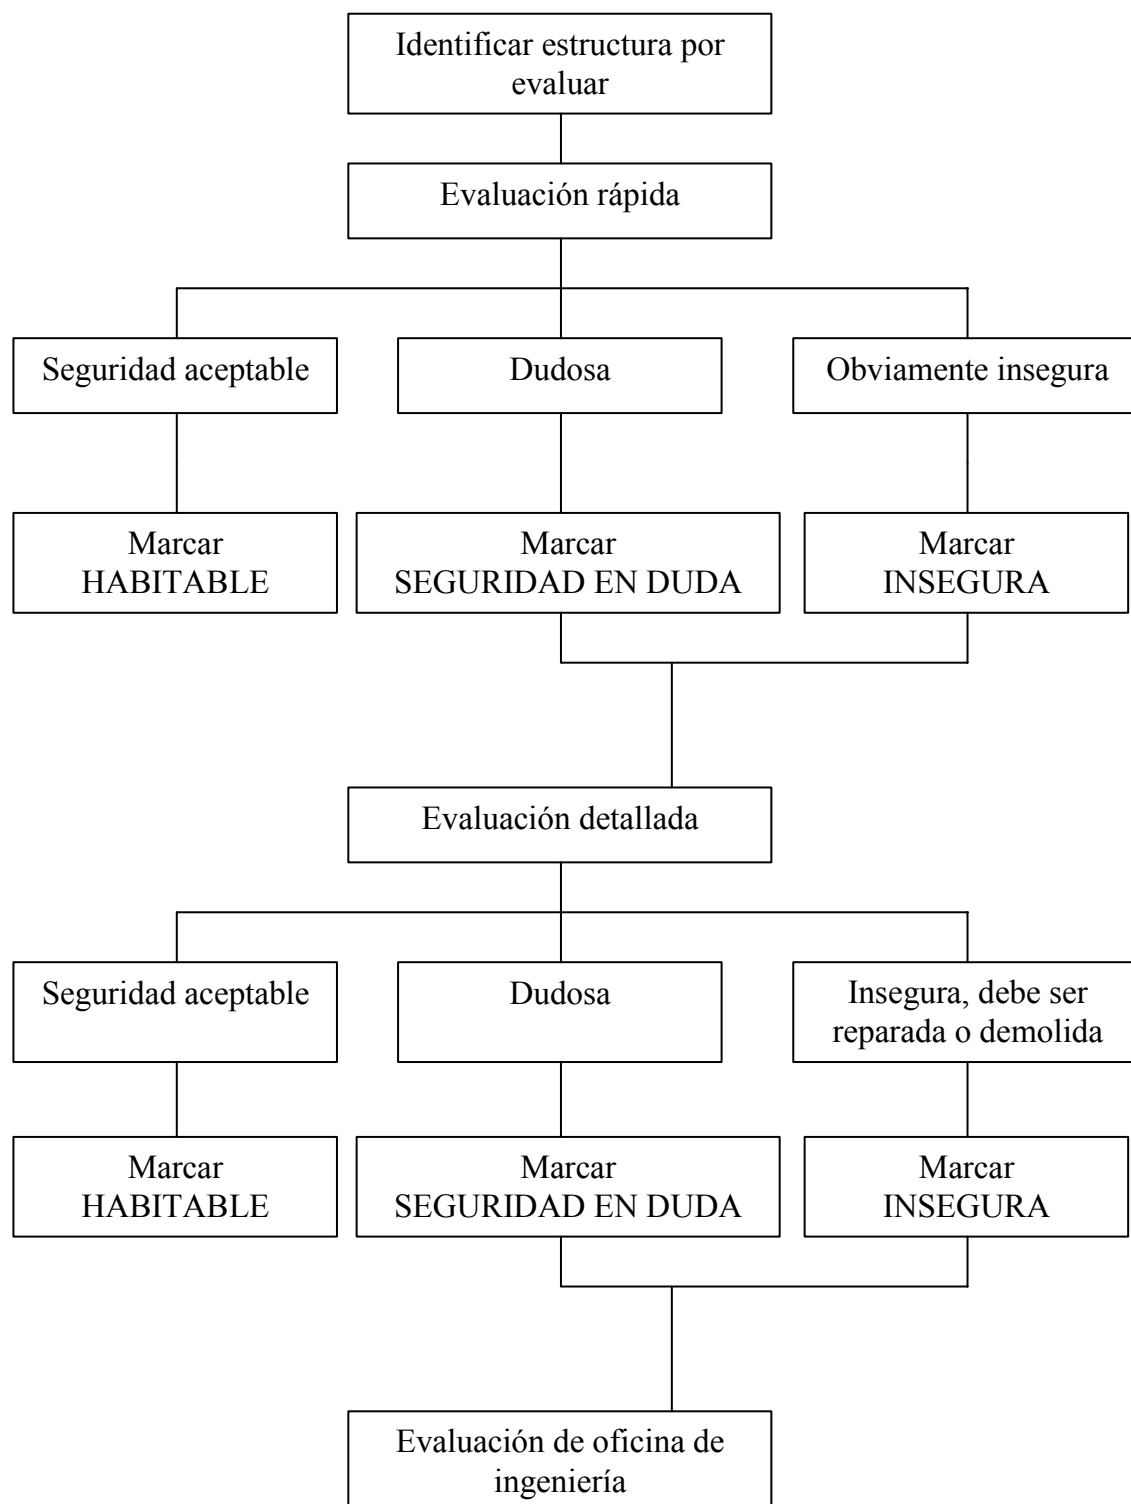 Identificar estructura por
evaluar
Evaluación rápida
Seguridad aceptable
Dudosa
Obviamente insegura
Marcar
HABITABLE
Marcar
SEGURIDAD EN DUDA
Marcar
INSEGURA
Evaluación detallada
Seguridad aceptable
Dudosa
Insegura, debe ser
reparada o demolida
Marcar
HABITABLE
Marcar
SEGURIDAD EN DUDA
Marcar
INSEGURA
Evaluación de oficina de
ingeniería